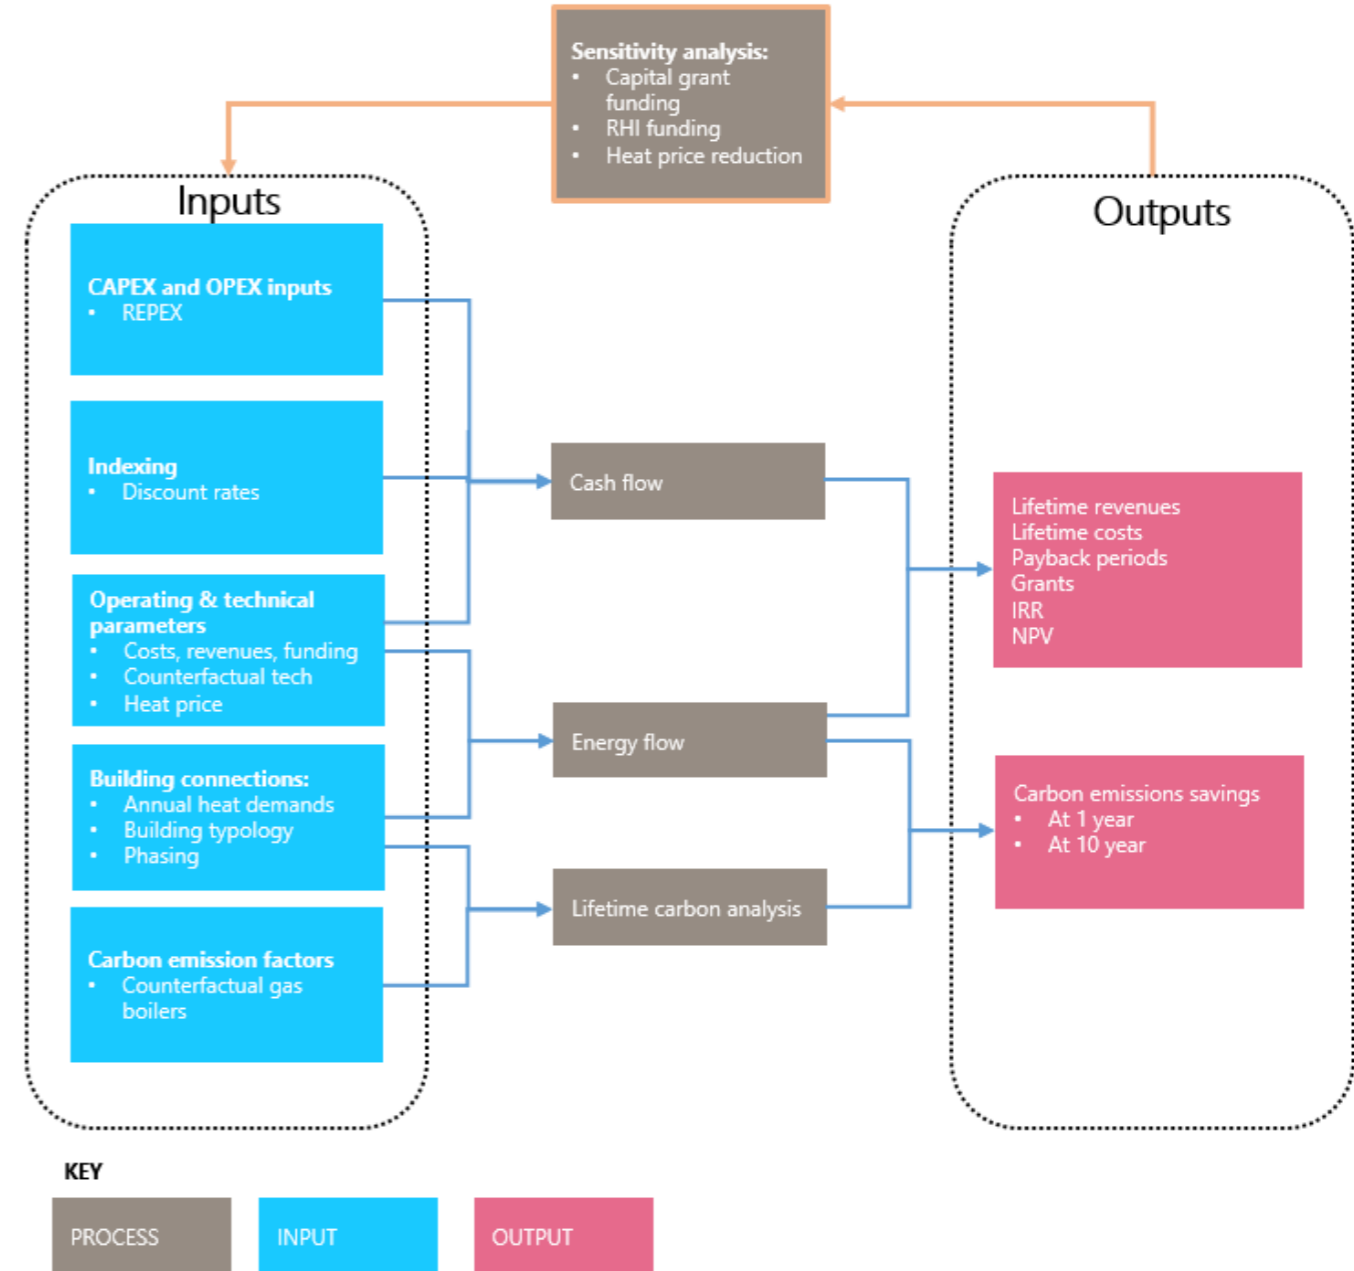 Sensitivity analysis:
• Capital grant
funding
• RHI funding
• Heat price reduction
Inputs
CAPEX and OPEX inputs
• REPEX
Indexing
• Discount rates
Operating & technical
parameters
• Costs, revenues, funding
• Counterfactual tech
• Heat price
Building connections:
• Annual heat demands
• Building typology
• Phasing
Carbon emission factors
• Counterfactual gas
boilers
Cash flow
Energy flow
Lifetime carbon analysis
Outputs
Lifetime revenues
Lifetime costs
Payback periods
Grants
IRR
NPV
Carbon emissions savings
• At 1 year
• At 10 year
KEY
PROCESS
INPUT
OUTPUT